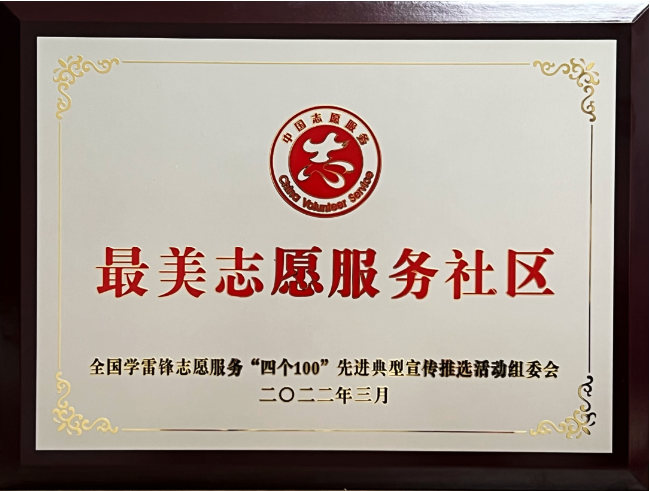 中国志愿服务
China Volunteer Service
最美志愿服务社区
全国学雷锋志愿服务“四个100”先进典型宣传推选活动组委会
二〇二二年三月